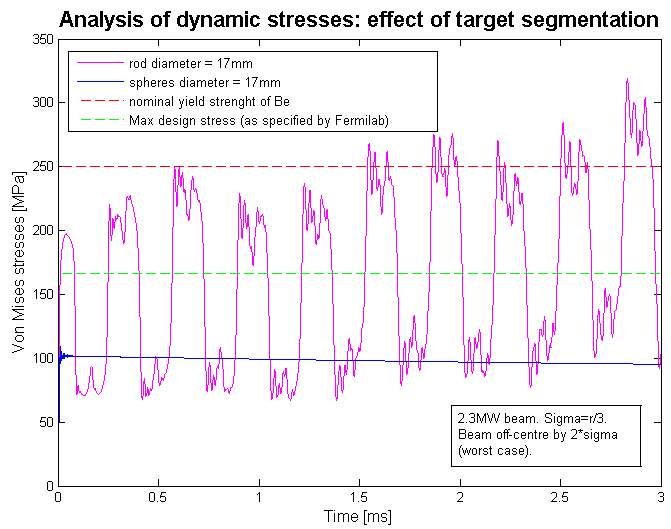 Analysis of dynamic stresses: effect of target segmentation
350
300
250
200
150
100
50
0
Von Mises stresses [MPa]
rod diameter = 17mm
spheres diameter = 17mm
nominal yield strenght of Be
Max design stress (as specified by Fermilab)
2.3MW beam. Sigma=r/3.
Beam off-centre by 2*sigma
(worst case).
0 0.5 1 1.5 2 2.5 3
Time [ms]